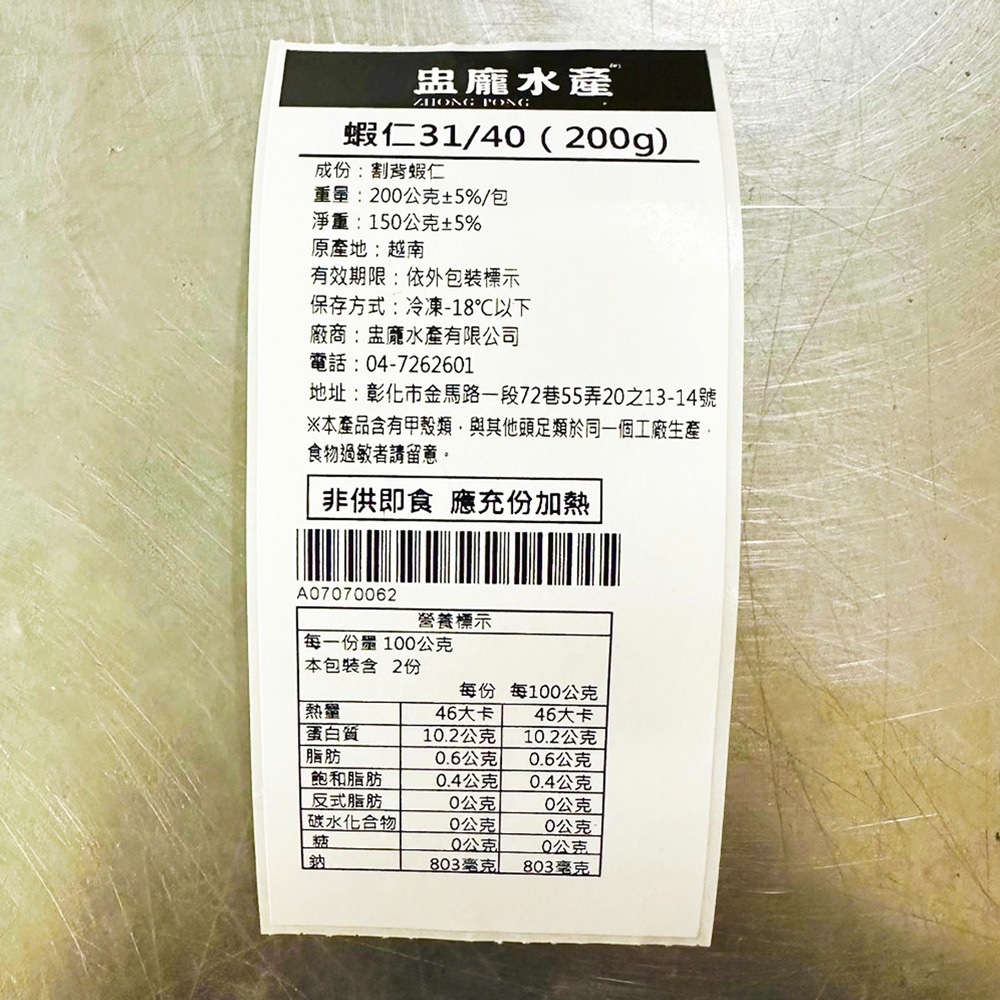 盅龐水產
ZHONG PONG
蝦仁31/40 ( 200g)
成份：割背蝦仁
重量：200公克±5%/包
淨重：150公克±5%
原產地：越南
有效期限：依外包裝標示
保存方式：冷凍-18℃以下
廠商：盅龐水產有限公司
電話：04-7262601
地址：彰化市金馬路一段72巷55弄20之13-14號
※本產品含有甲殼類，與其他頭足類於同一個工廠生產，
食物過敏者請留意。
非供即食 應充份加熱
A07070062
營養標示
每一份量 100公克
本包裝含 2份
每份 每100公克
熱量 46大卡 46大卡
蛋白質 10.2公克 10.2公克
脂肪 0.6公克 0.6公克
飽和脂肪 0.4公克 0.4公克
反式脂肪 0公克 0公克
碳水化合物 0公克 0公克
糖 0公克 0公克
鈉 803毫克 803毫克